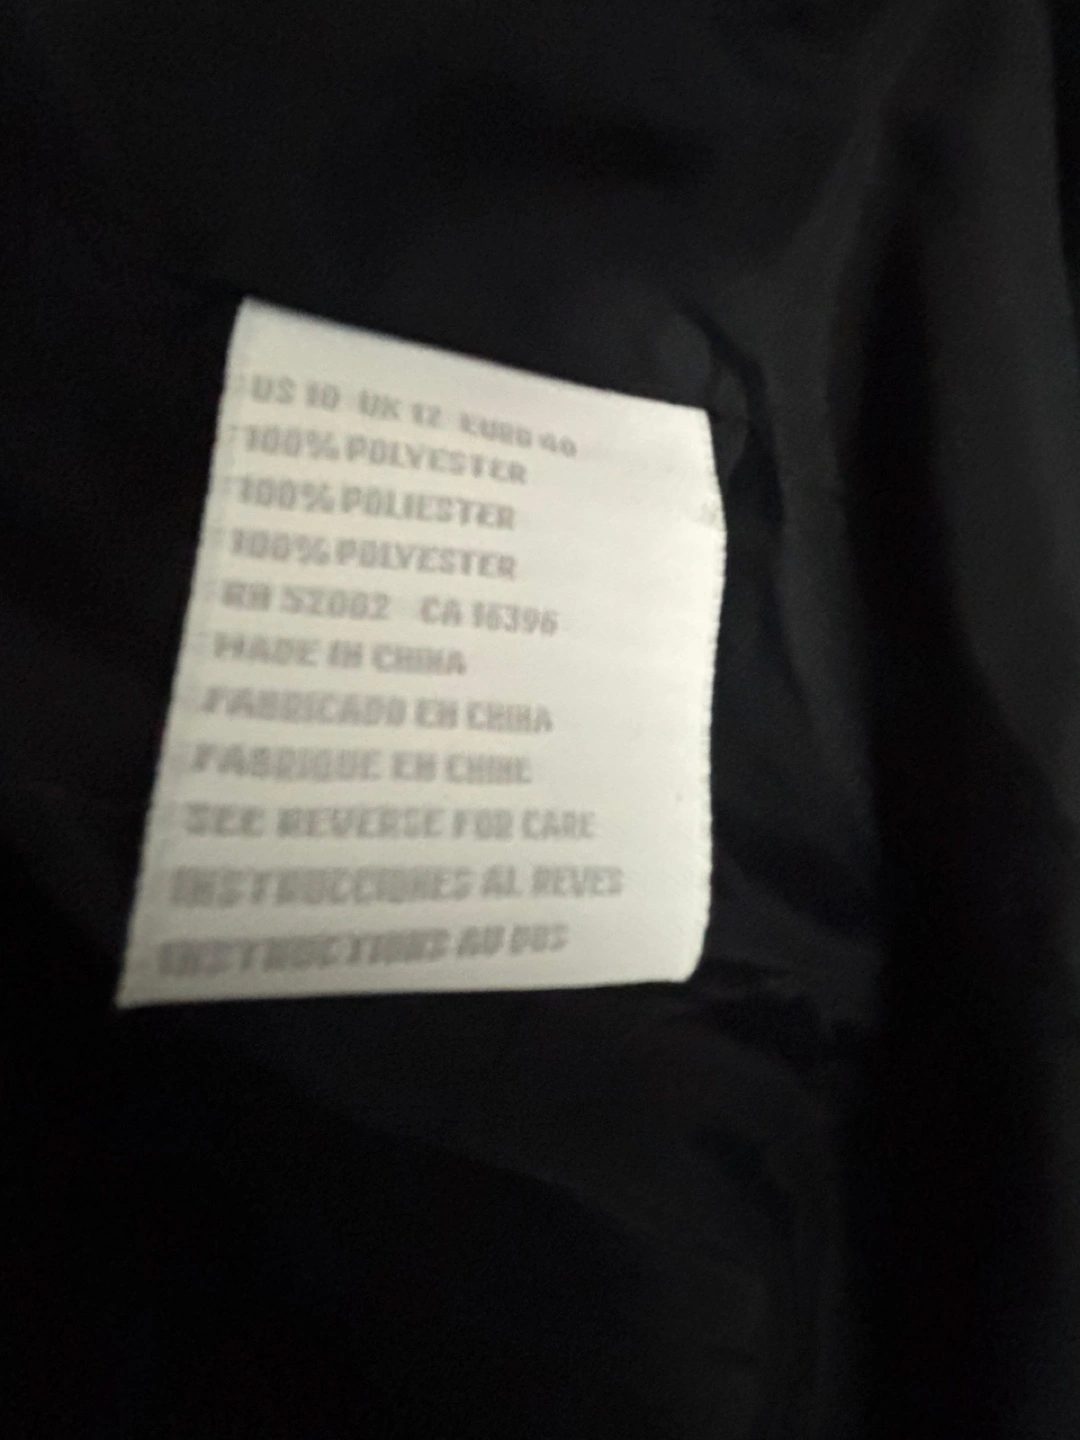 US 10 UK 12 EURO 40
100% POLYESTER
100% POLIESTER
100% POLYESTER
RN 52002 CA 16396
MADE IN CHINA
FABRICADO EN CHINA
FABRIQUE EN CHINE
SEE REVERSE FOR CARE
INSTRUCCIONES AL REVES
INSTRUCTIONS AU DOS